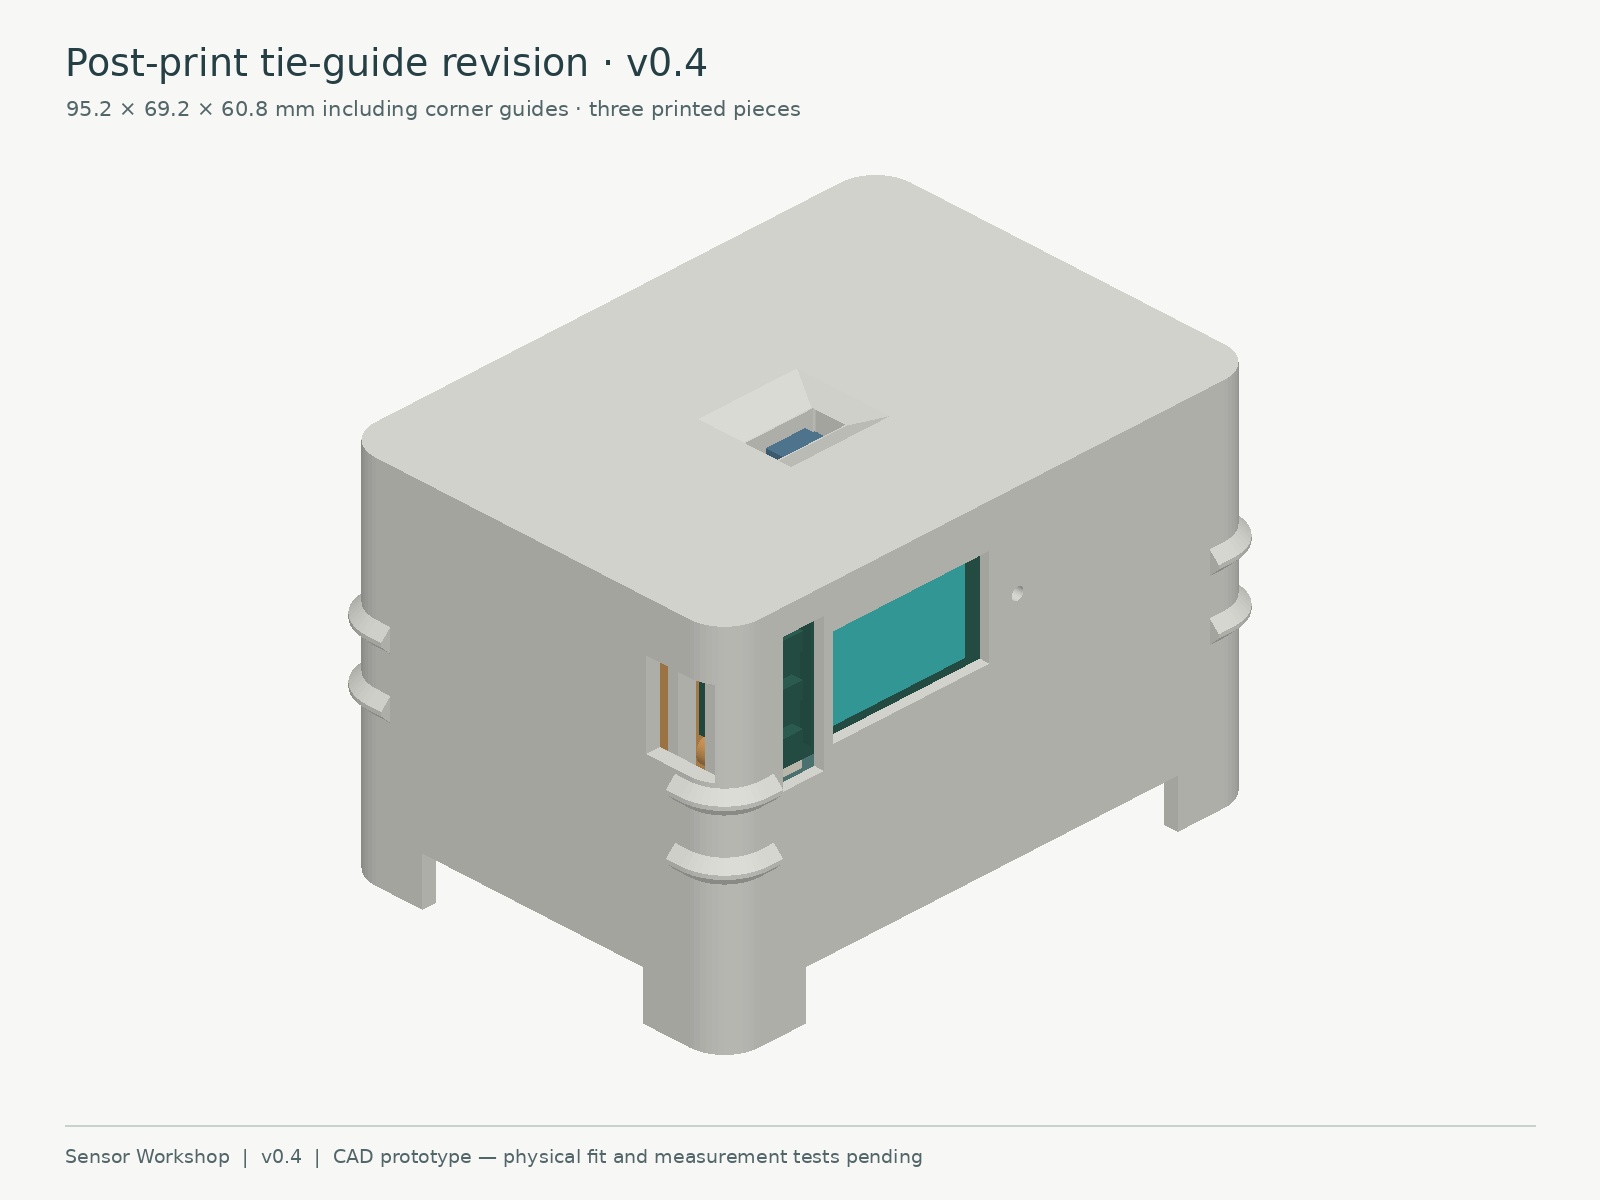 Post-print tie-guide revision · v0.4
95.2 × 69.2 × 60.8 mm including corner guides · three printed pieces
Sensor Workshop | v0.4 | CAD prototype — physical fit and measurement tests pending